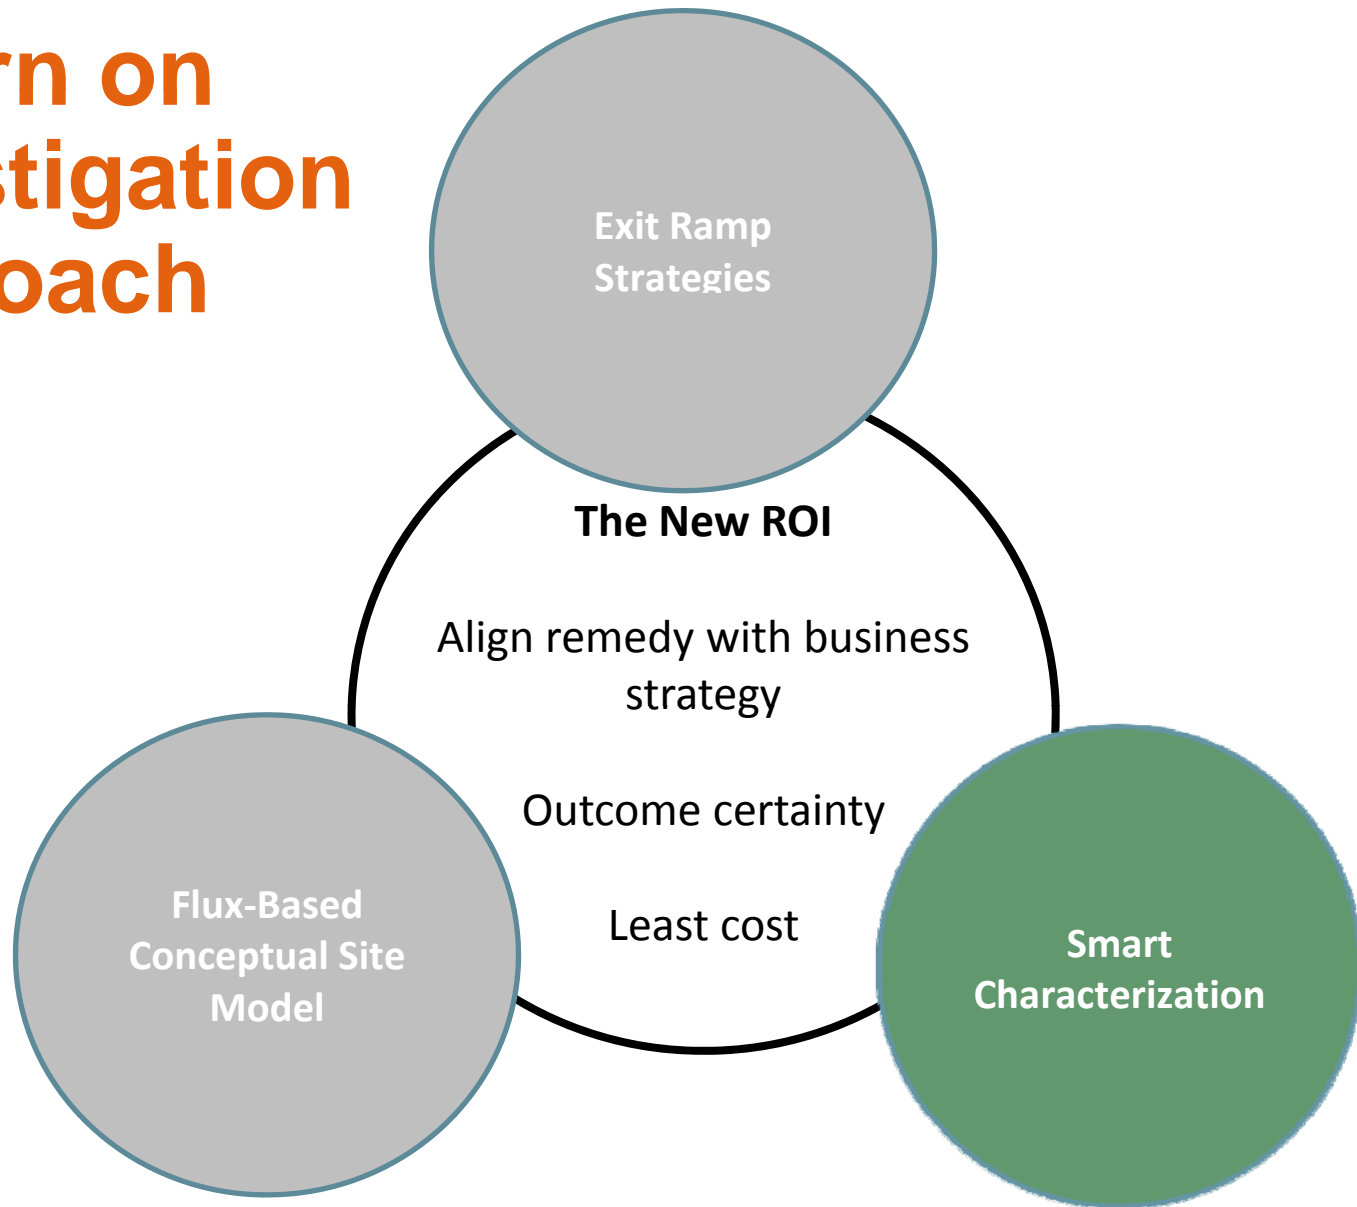 rn on
stigation
oach
Exit Ramp
Strategies
The New ROI
Align remedy with business
strategy
Outcome certainty
Least cost
Flux-Based
Conceptual Site
Model
Smart
Characterization